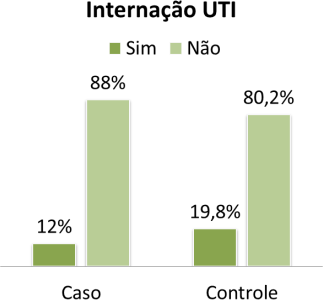 Internação UTI
Sim Não
88%
80,2%
12%
19,8%
Caso Controle